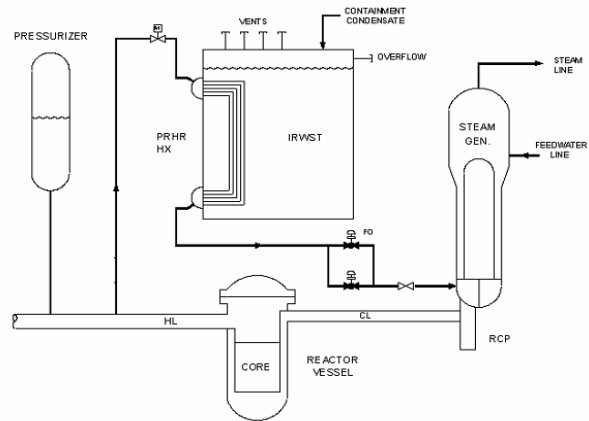 VENTS
CONTAINMENT
CONDENSATE
M
PRESSURIZER
OVERFLOW
STEAM
LINE
PRHR
HX
IRWST
STEAM
GEN.
FEEDWATER
LINE
FO
HL
CL
CORE
REACTOR
VESSEL
RCP